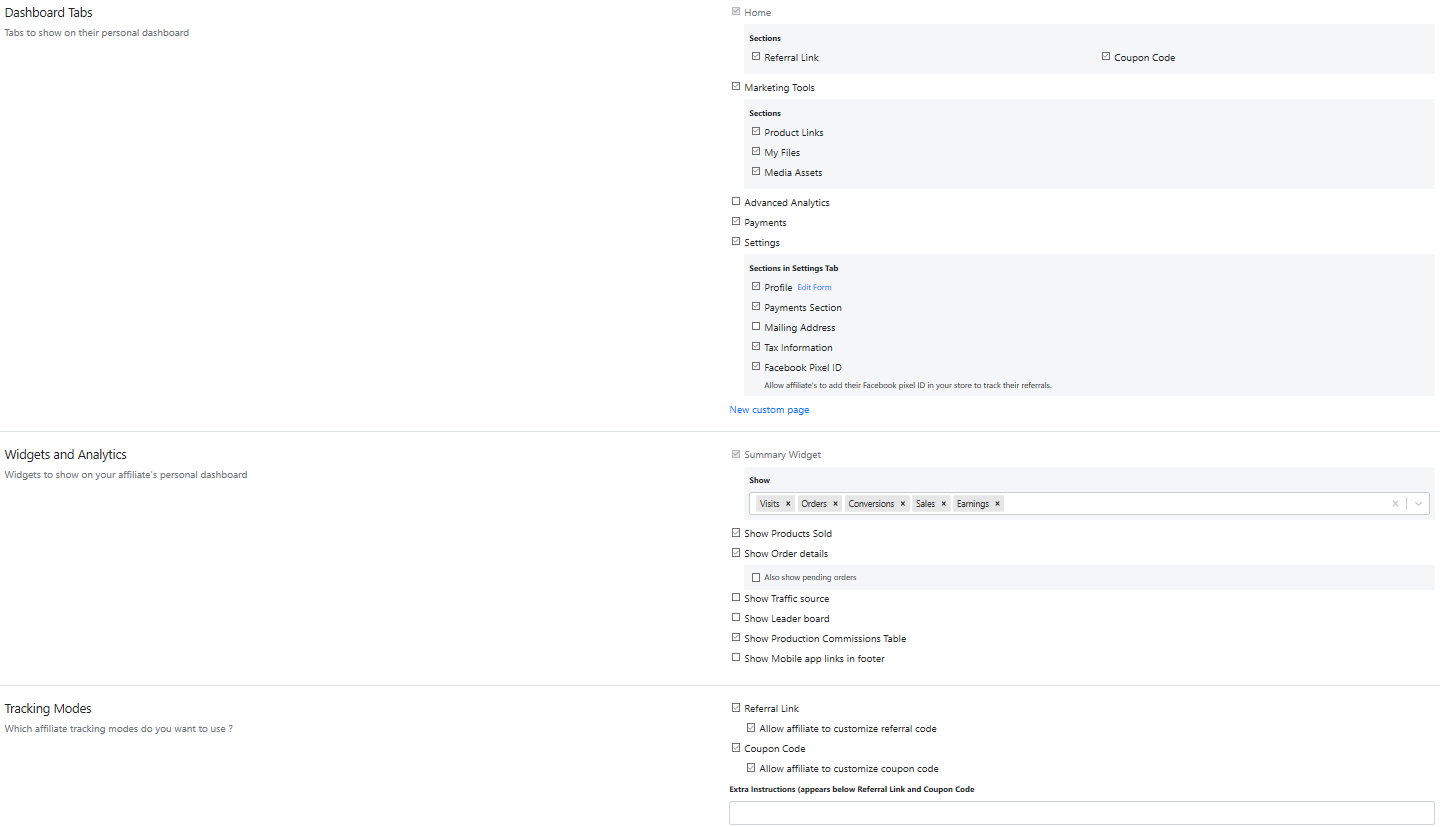 Dashboard Tabs
Tabs to show on their personal dashboard
Home
Sections
Referral Link
Coupon Code
Marketing Tools
Sections
Product Links
My Files
Media Assets
Advanced Analytics
Payments
Settings
Sections in Settings Tab
Profile Edit Form
Payments Section
Mailing Address
Tax Information
Facebook Pixel ID
Allow affiliate's to add their Facebook pixel ID in your store to track their referrals.
New custom page
Widgets and Analytics
Widgets to show on your affiliate's personal dashboard
Summary Widget
Show
Visits × Orders × Conversions × Sales × Earnings ×
Show Products Sold
Show Order details
Also show pending orders
Show Traffic source
Show Leader board
Show Production Commissions Table
Show Mobile app links in footer
Tracking Modes
Which affiliate tracking modes do you want to use ?
Referral Link
Allow affiliate to customize referral code
Coupon Code
Allow affiliate to customize coupon code
Extra Instructions (appears below Referral Link and Coupon Code